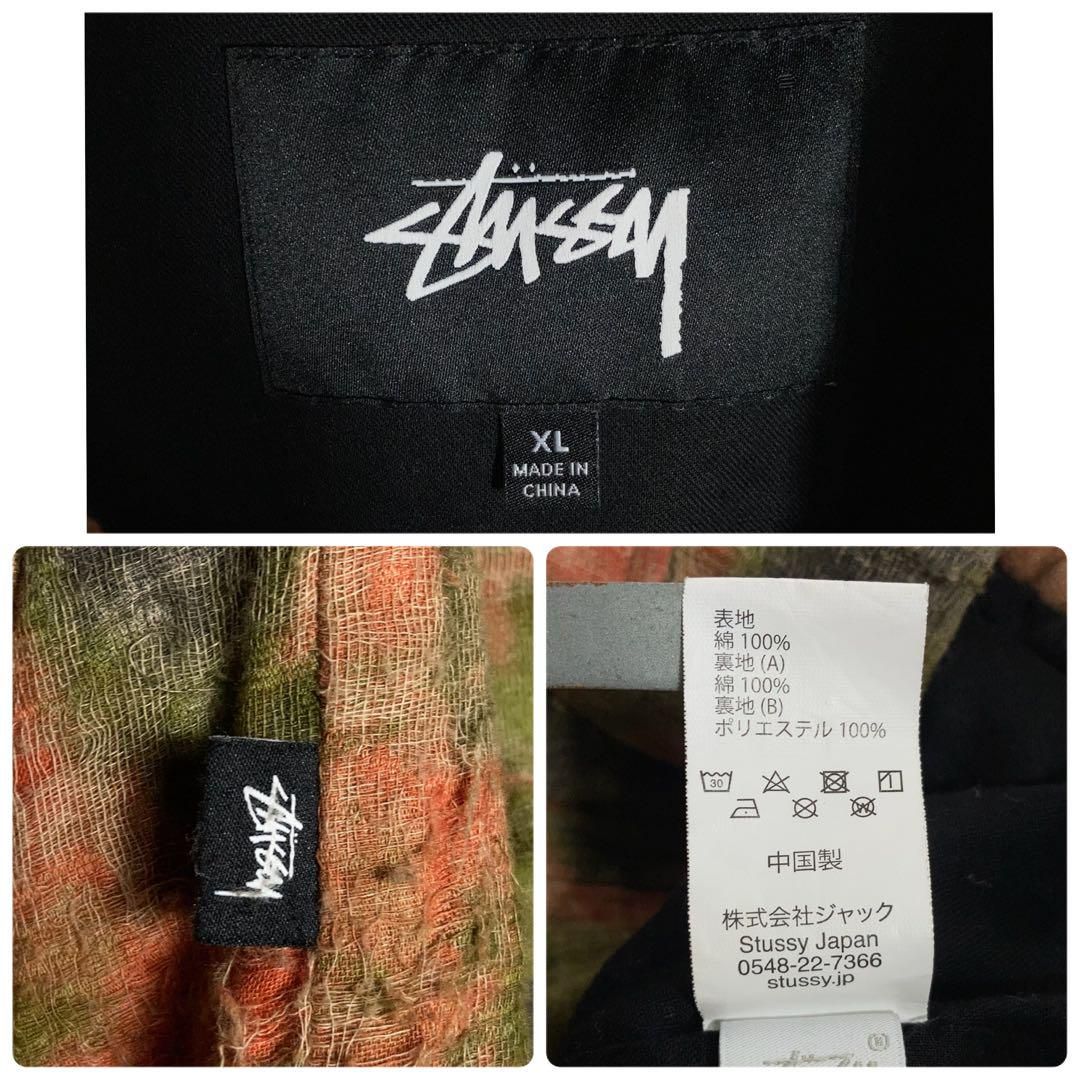 Stüssy
XL
MADE IN
CHINA
Stüssy
表地
綿 100%
裏地 (A)
綿 100%
裏地 (B)
ポリエステル 100%
30
中国製
株式会社ジャック
Stussy Japan
0548-22-7366
stussy.jp
Stüssy